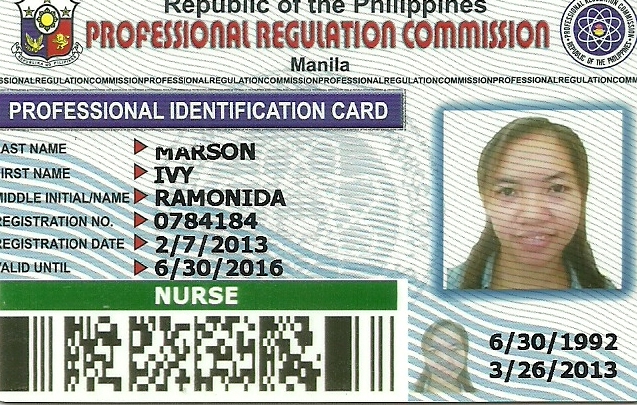 Republic of the Philippines
PROFESSIONAL REGULATION COMMISSION
Manila
SSIONALREGULATIONCOMMISSIONPROFESSIONALREGULATIONCOMMISSIONPROFESSIONALREGULATIONCOMM
PROFESSIONAL IDENTIFICATION CARD
AST NAME MARSON
FIRST NAME IVY
MIDDLE INITIAL/NAME RAMONIDA
REGISTRATION NO. 0784184
REGISTRATION DATE 2/7/2013
VALID UNTIL 6/30/2016
NURSE
6/30/1992
3/26/2013